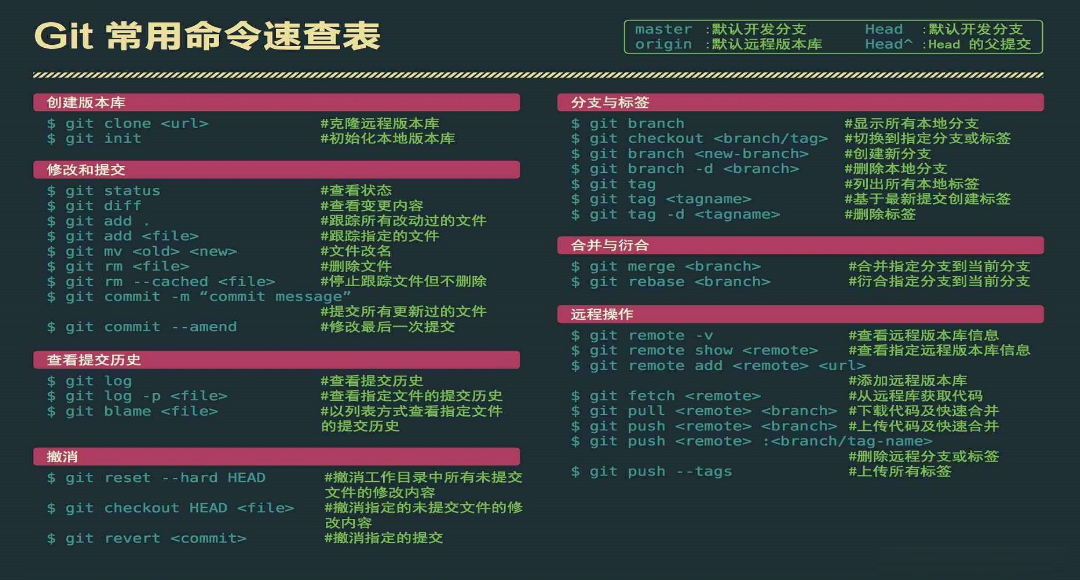 Git 常用命令速查表
master :默认开发分支 Head :默认开发分支
origin :默认远程版本库 Head^ :Head 的父提交
创建版本库
$ git clone <url> #克隆远程版本库
$ git init #初始化本地版本库
修改和提交
$ git status #查看状态
$ git diff #查看变更内容
$ git add . #跟踪所有改动过的文件
$ git add <file> #跟踪指定的文件
$ git mv <old> <new> #文件改名
$ git rm <file> #删除文件
$ git rm --cached <file> #停止跟踪文件但不删除
$ git commit -m “commit message”
#提交所有更新过的文件
$ git commit --amend #修改最后一次提交
查看提交历史
$ git log #查看提交历史
$ git log -p <file> #查看指定文件的提交历史
$ git blame <file> #以列表方式查看指定文件
的提交历史
撤消
$ git reset --hard HEAD #撤消工作目录中所有未提交
文件的修改内容
$ git checkout HEAD <file> #撤消指定的未提交文件的修
改内容
$ git revert <commit> #撤消指定的提交
分支与标签
$ git branch #显示所有本地分支
$ git checkout <branch/tag> #切换到指定分支或标签
$ git branch <new-branch> #创建新分支
$ git branch -d <branch> #删除本地分支
$ git tag #列出所有本地标签
$ git tag <tagname> #基于最新提交创建标签
$ git tag -d <tagname> #删除标签
合并与衍合
$ git merge <branch> #合并指定分支到当前分支
$ git rebase <branch> #衍合指定分支到当前分支
远程操作
$ git remote -v #查看远程版本库信息
$ git remote show <remote> #查看指定远程版本库信息
$ git remote add <remote> <url>
#添加远程版本库
$ git fetch <remote> #从远程库获取代码
$ git pull <remote> <branch> #下载代码及快速合并
$ git push <remote> <branch> #上传代码及快速合并
$ git push <remote> :<branch/tag-name>
#删除远程分支或标签
$ git push --tags #上传所有标签